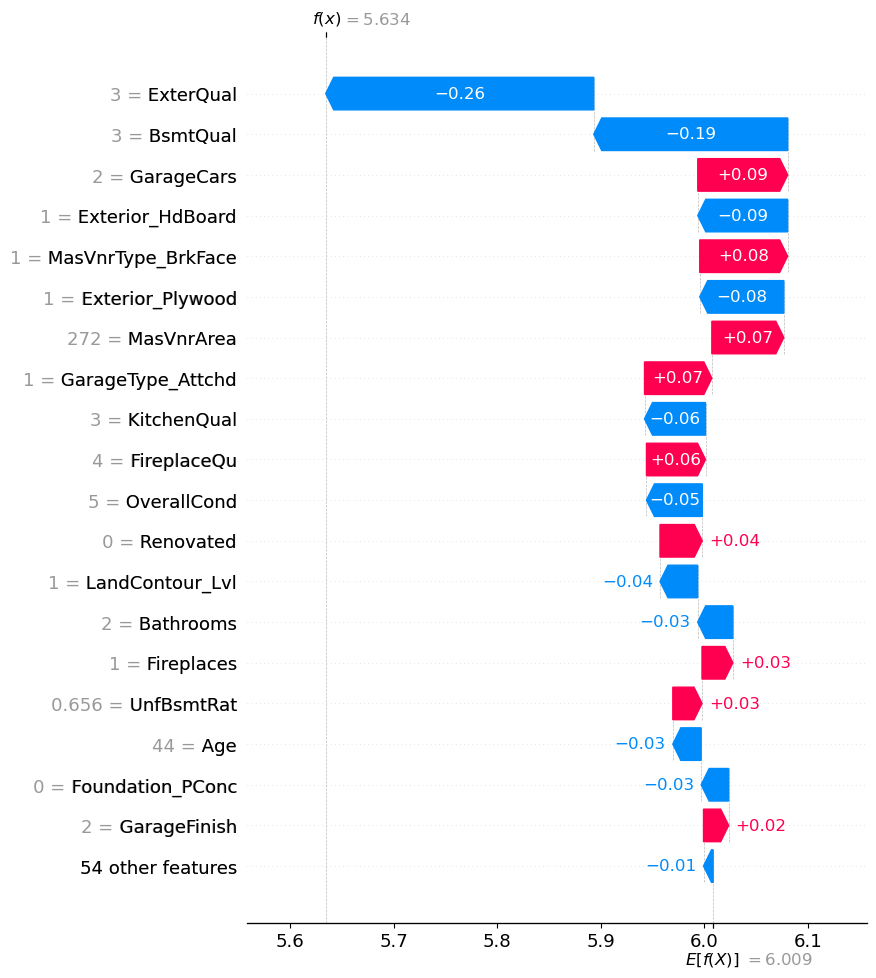 f(x) = 5.634
3 = ExterQual −0.26
3 = BsmtQual −0.19
2 = GarageCars +0.09
1 = Exterior_HdBoard −0.09
1 = MasVnrType_BrkFace +0.08
1 = Exterior_Plywood −0.08
272 = MasVnrArea +0.07
1 = GarageType_Attchd +0.07
3 = KitchenQual −0.06
4 = FireplaceQu +0.06
5 = OverallCond −0.05
0 = Renovated +0.04
1 = LandContour_Lvl −0.04
2 = Bathrooms −0.03
1 = Fireplaces +0.03
0.656 = UnfBsmtRat +0.03
44 = Age −0.03
0 = Foundation_PConc −0.03
2 = GarageFinish +0.02
54 other features −0.01
5.6 5.7 5.8 5.9 6.0 6.1
E[f(X)] = 6.009